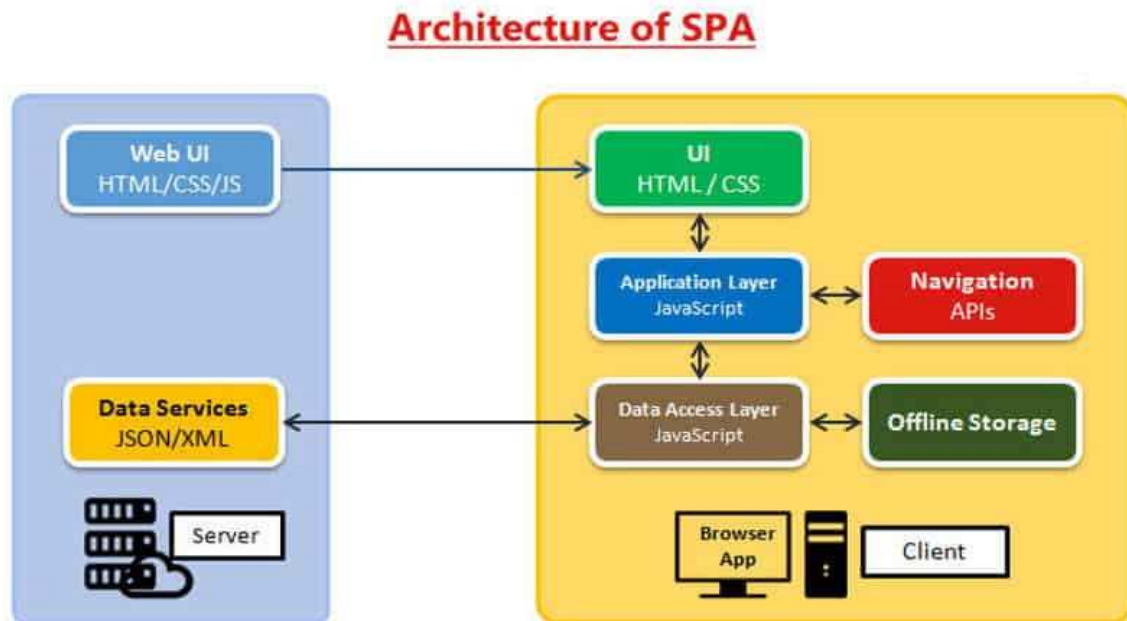 Architecture of SPA
Web UI
HTML/CSS/JS
UI
HTML / CSS
Application Layer
JavaScript
Navigation
APIs
Data Services
JSON/XML
Data Access Layer
JavaScript
Offline Storage
Server
Browser
App
Client